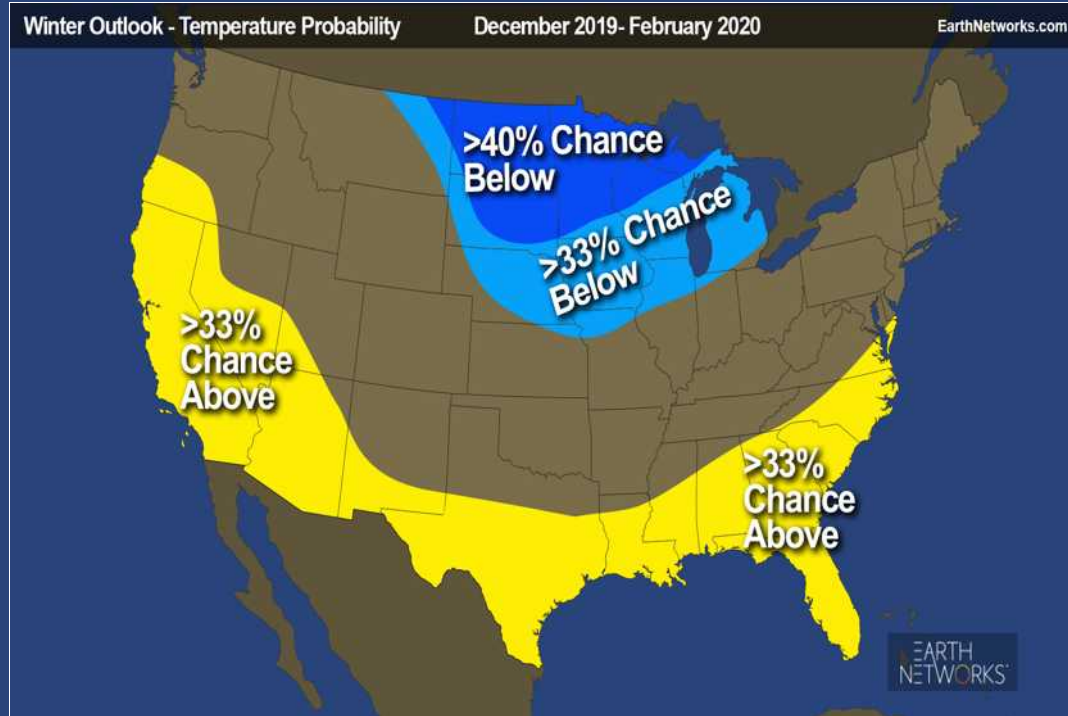 Winter Outlook - Temperature Probability December 2019- February 2020 EarthNetworks.com
>40% Chance
Below
>33% Chance
Below
>33%
Chance
Above
>33%
Chance
Above
EARTH
NETWORKS